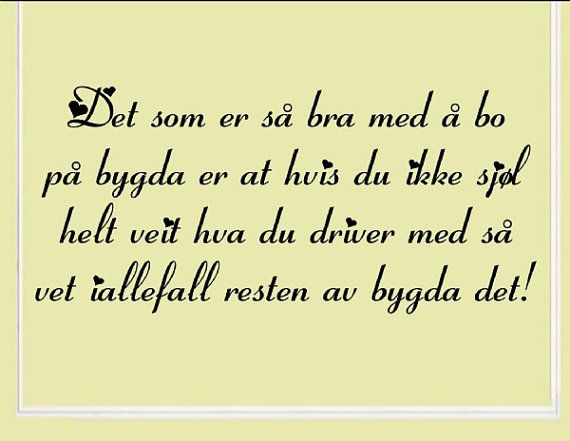 Det som er så bra med å bo
på bygda er at hvis du ikke sjøl
helt veit hva du driver med så
vet iallefall resten av bygda det!